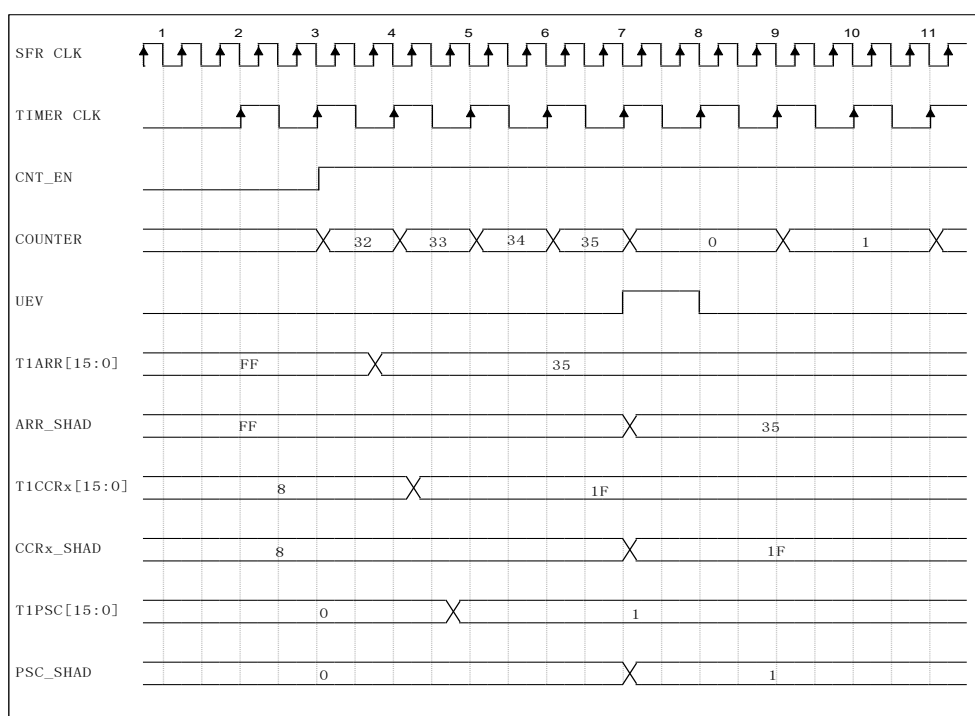 1 2 3 4 5 6 7 8 9 10 11
SFR CLK
TIMER CLK
CNT_EN
COUNTER 32 33 34 35 0 1
UEV
T1ARR[15:0] FF 35
ARR_SHAD FF 35
T1CCRx[15:0] 8 1F
CCRx_SHAD 8 1F
T1PSC[15:0] 0 1
PSC_SHAD 0 1